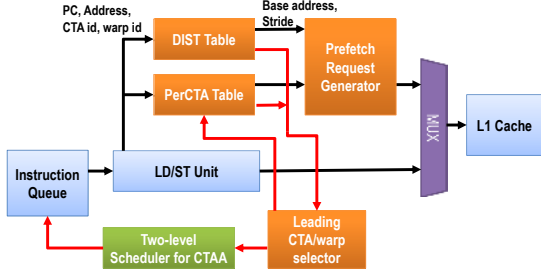 PC, Address,
CTA id, warp id
Base address,
Stride
DIST Table
PerCTA Table
Prefetch
Request
Generator
MUX
L1 Cache
Instruction
Queue
LD/ST Unit
Two-level
Scheduler for CTAA
Leading
CTA/warp
selector